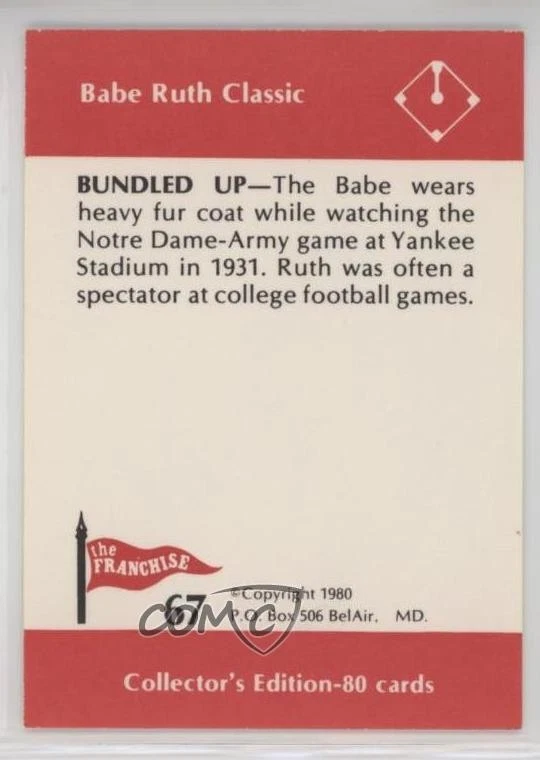 Babe Ruth Classic
BUNDLED UP—The Babe wears
heavy fur coat while watching the
Notre Dame-Army game at Yankee
Stadium in 1931. Ruth was often a
spectator at college football games.
the
FRANCHISE
67
©Copyright 1980
P.O. Box 506 BelAir, MD.
COMC
Collector's Edition-80 cards